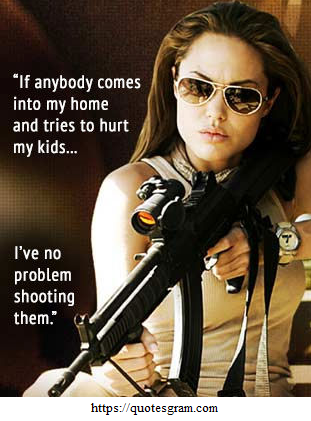 “If anybody comes
into my home
and tries to hurt
my kids...
I’ve no
problem
shooting
them.”
https://quotesgram.com